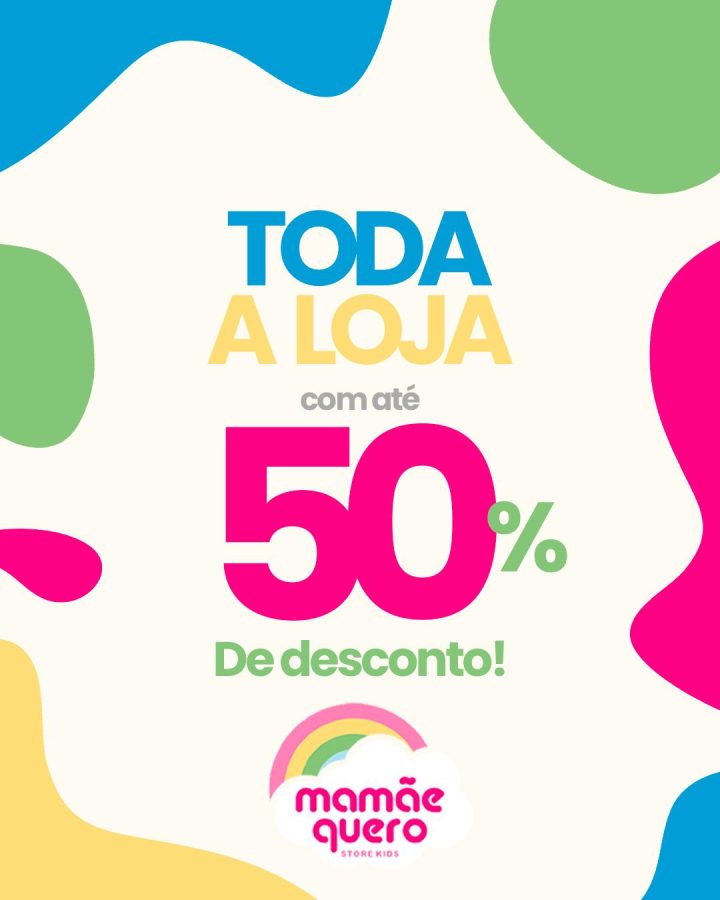 TODA
A LOJA
com até
50%
De desconto!
mamãe
quero
STORE KIDS